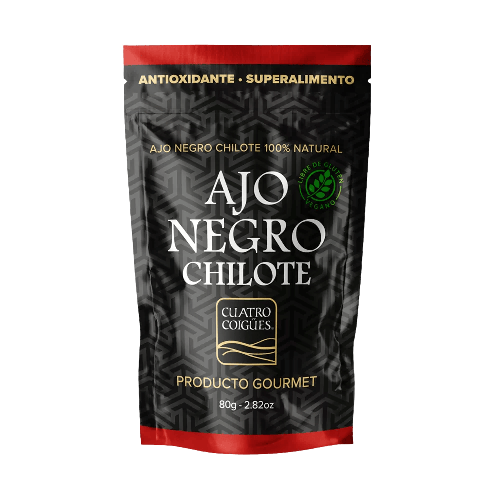 ANTIOXIDANTE • SUPERALIMENTO
AJO NEGRO CHILOTE 100% NATURAL
LIBRE DE GLUTEN
VEGANO
AJO
NEGRO
CHILOTE
CUATRO
COIGÜES®
PRODUCTO GOURMET
80g - 2.82oz